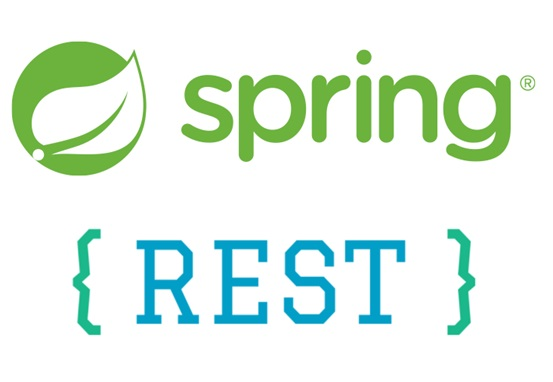 spring®
{ REST }